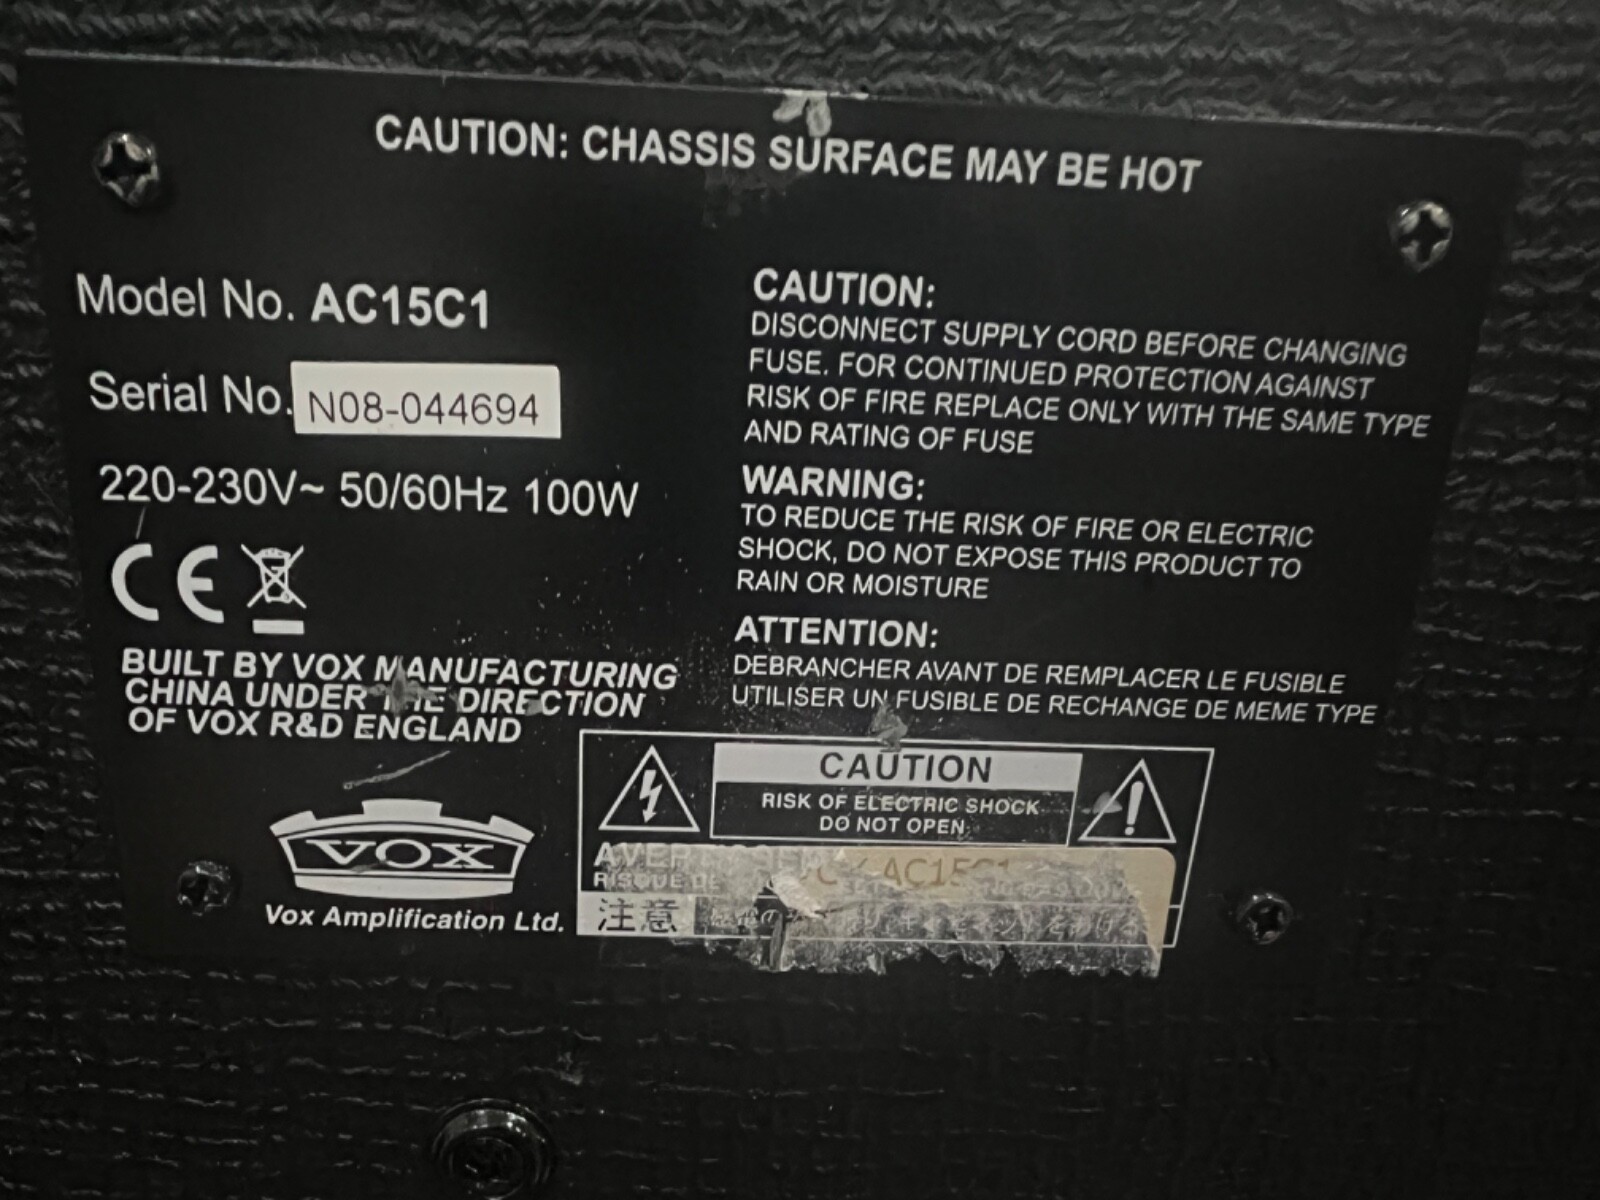 CAUTION: CHASSIS SURFACE MAY BE HOT
Model No. AC15C1
Serial No. N08-044694
220-230V~ 50/60Hz 100W
CE
BUILT BY VOX MANUFACTURING
CHINA UNDER THE DIRECTION
OF VOX R&D ENGLAND
VOX
Vox Amplification Ltd.
CAUTION:
DISCONNECT SUPPLY CORD BEFORE CHANGING
FUSE. FOR CONTINUED PROTECTION AGAINST
RISK OF FIRE REPLACE ONLY WITH THE SAME TYPE
AND RATING OF FUSE
WARNING:
TO REDUCE THE RISK OF FIRE OR ELECTRIC
SHOCK, DO NOT EXPOSE THIS PRODUCT TO
RAIN OR MOISTURE
ATTENTION:
DEBRANCHER AVANT DE REMPLACER LE FUSIBLE
UTILISER UN FUSIBLE DE RECHANGE DE MEME TYPE
CAUTION
RISK OF ELECTRIC SHOCK
DO NOT OPEN
AC15C1
RISQUE DE
注意